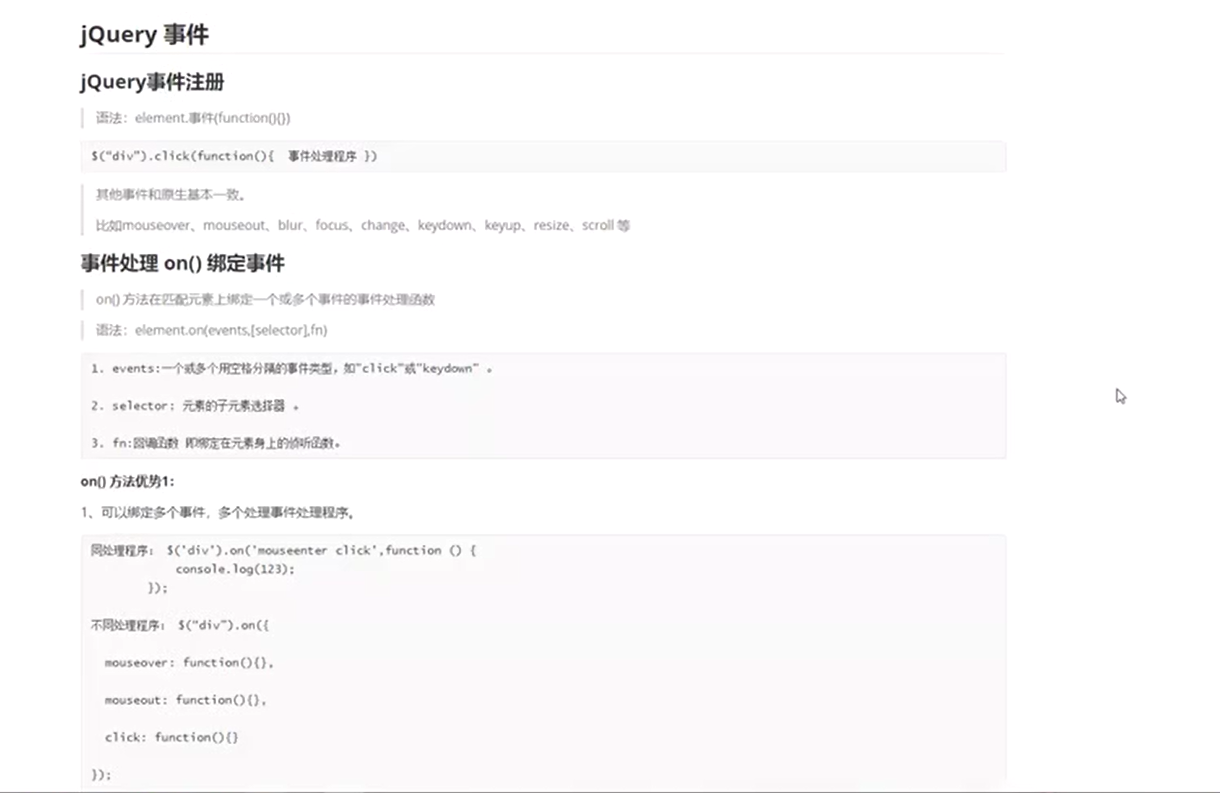 jQuery 事件
jQuery事件注册
语法：element.事件(function(){})
$("div").click(function(){ 事件处理程序 })
其他事件和原生基本一致。
比如mouseover、mouseout、blur、focus、change、keydown、keyup、resize、scroll 等
事件处理 on() 绑定事件
on() 方法在匹配元素上绑定一个或多个事件的事件处理函数
语法：element.on(events,[selector],fn)
1. events:一个或多个用空格分隔的事件类型，如"click"或"keydown" 。
2. selector: 元素的子元素选择器 。
3. fn:回调函数 即绑定在元素身上的侦听函数。
on() 方法优势1:
1、可以绑定多个事件，多个处理事件处理程序。
同处理程序： $('div').on('mouseenter click',function () {
console.log(123);
});
不同处理程序： $("div").on({
mouseover: function(){},
mouseout: function(){},
click: function(){}
});